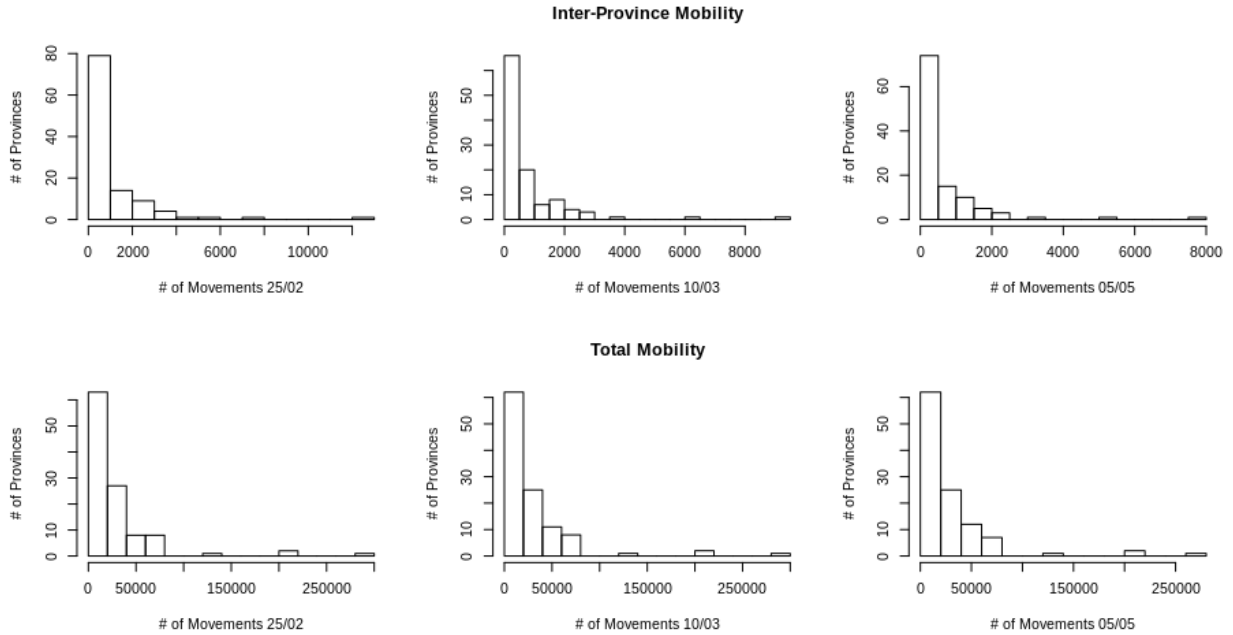 Inter-Province Mobility
# of Provinces
0 20 40 60 80
0 2000 6000 10000
# of Movements 25/02
# of Provinces
0 10 30 50
0 2000 4000 6000 8000
# of Movements 10/03
# of Provinces
0 20 40 60
0 2000 4000 6000 8000
# of Movements 05/05
Total Mobility
# of Provinces
0 10 30 50
0 50000 150000 250000
# of Movements 25/02
# of Provinces
0 10 30 50
0 50000 150000 250000
# of Movements 10/03
# of Provinces
0 10 30 50
0 50000 150000 250000
# of Movements 05/05